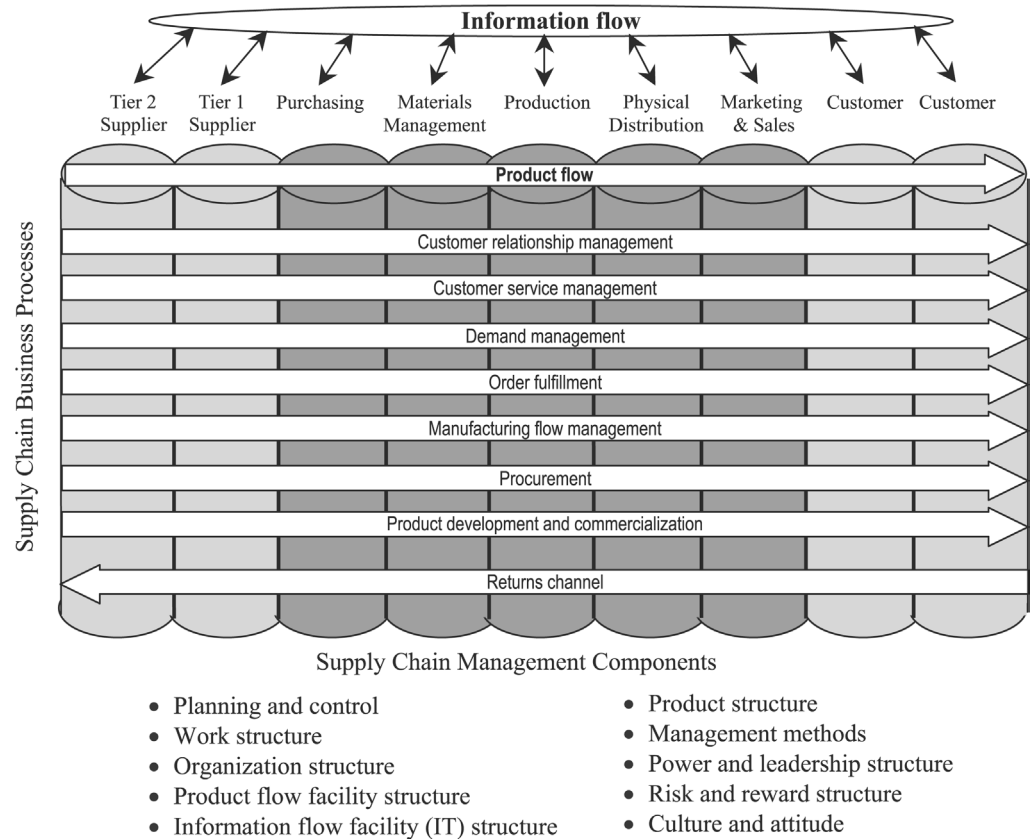 Information flow
Tier 2
Supplier
Tier 1
Supplier
Purchasing
Materials
Management
Production
Physical
Distribution
Marketing
& Sales
Customer
Customer
Product flow
Supply Chain Business Processes
Customer relationship management
Customer service management
Demand management
Order fulfillment
Manufacturing flow management
Procurement
Product development and commercialization
Returns channel
Supply Chain Management Components
• Planning and control
• Work structure
• Organization structure
• Product flow facility structure
• Information flow facility (IT) structure
• Product structure
• Management methods
• Power and leadership structure
• Risk and reward structure
• Culture and attitude